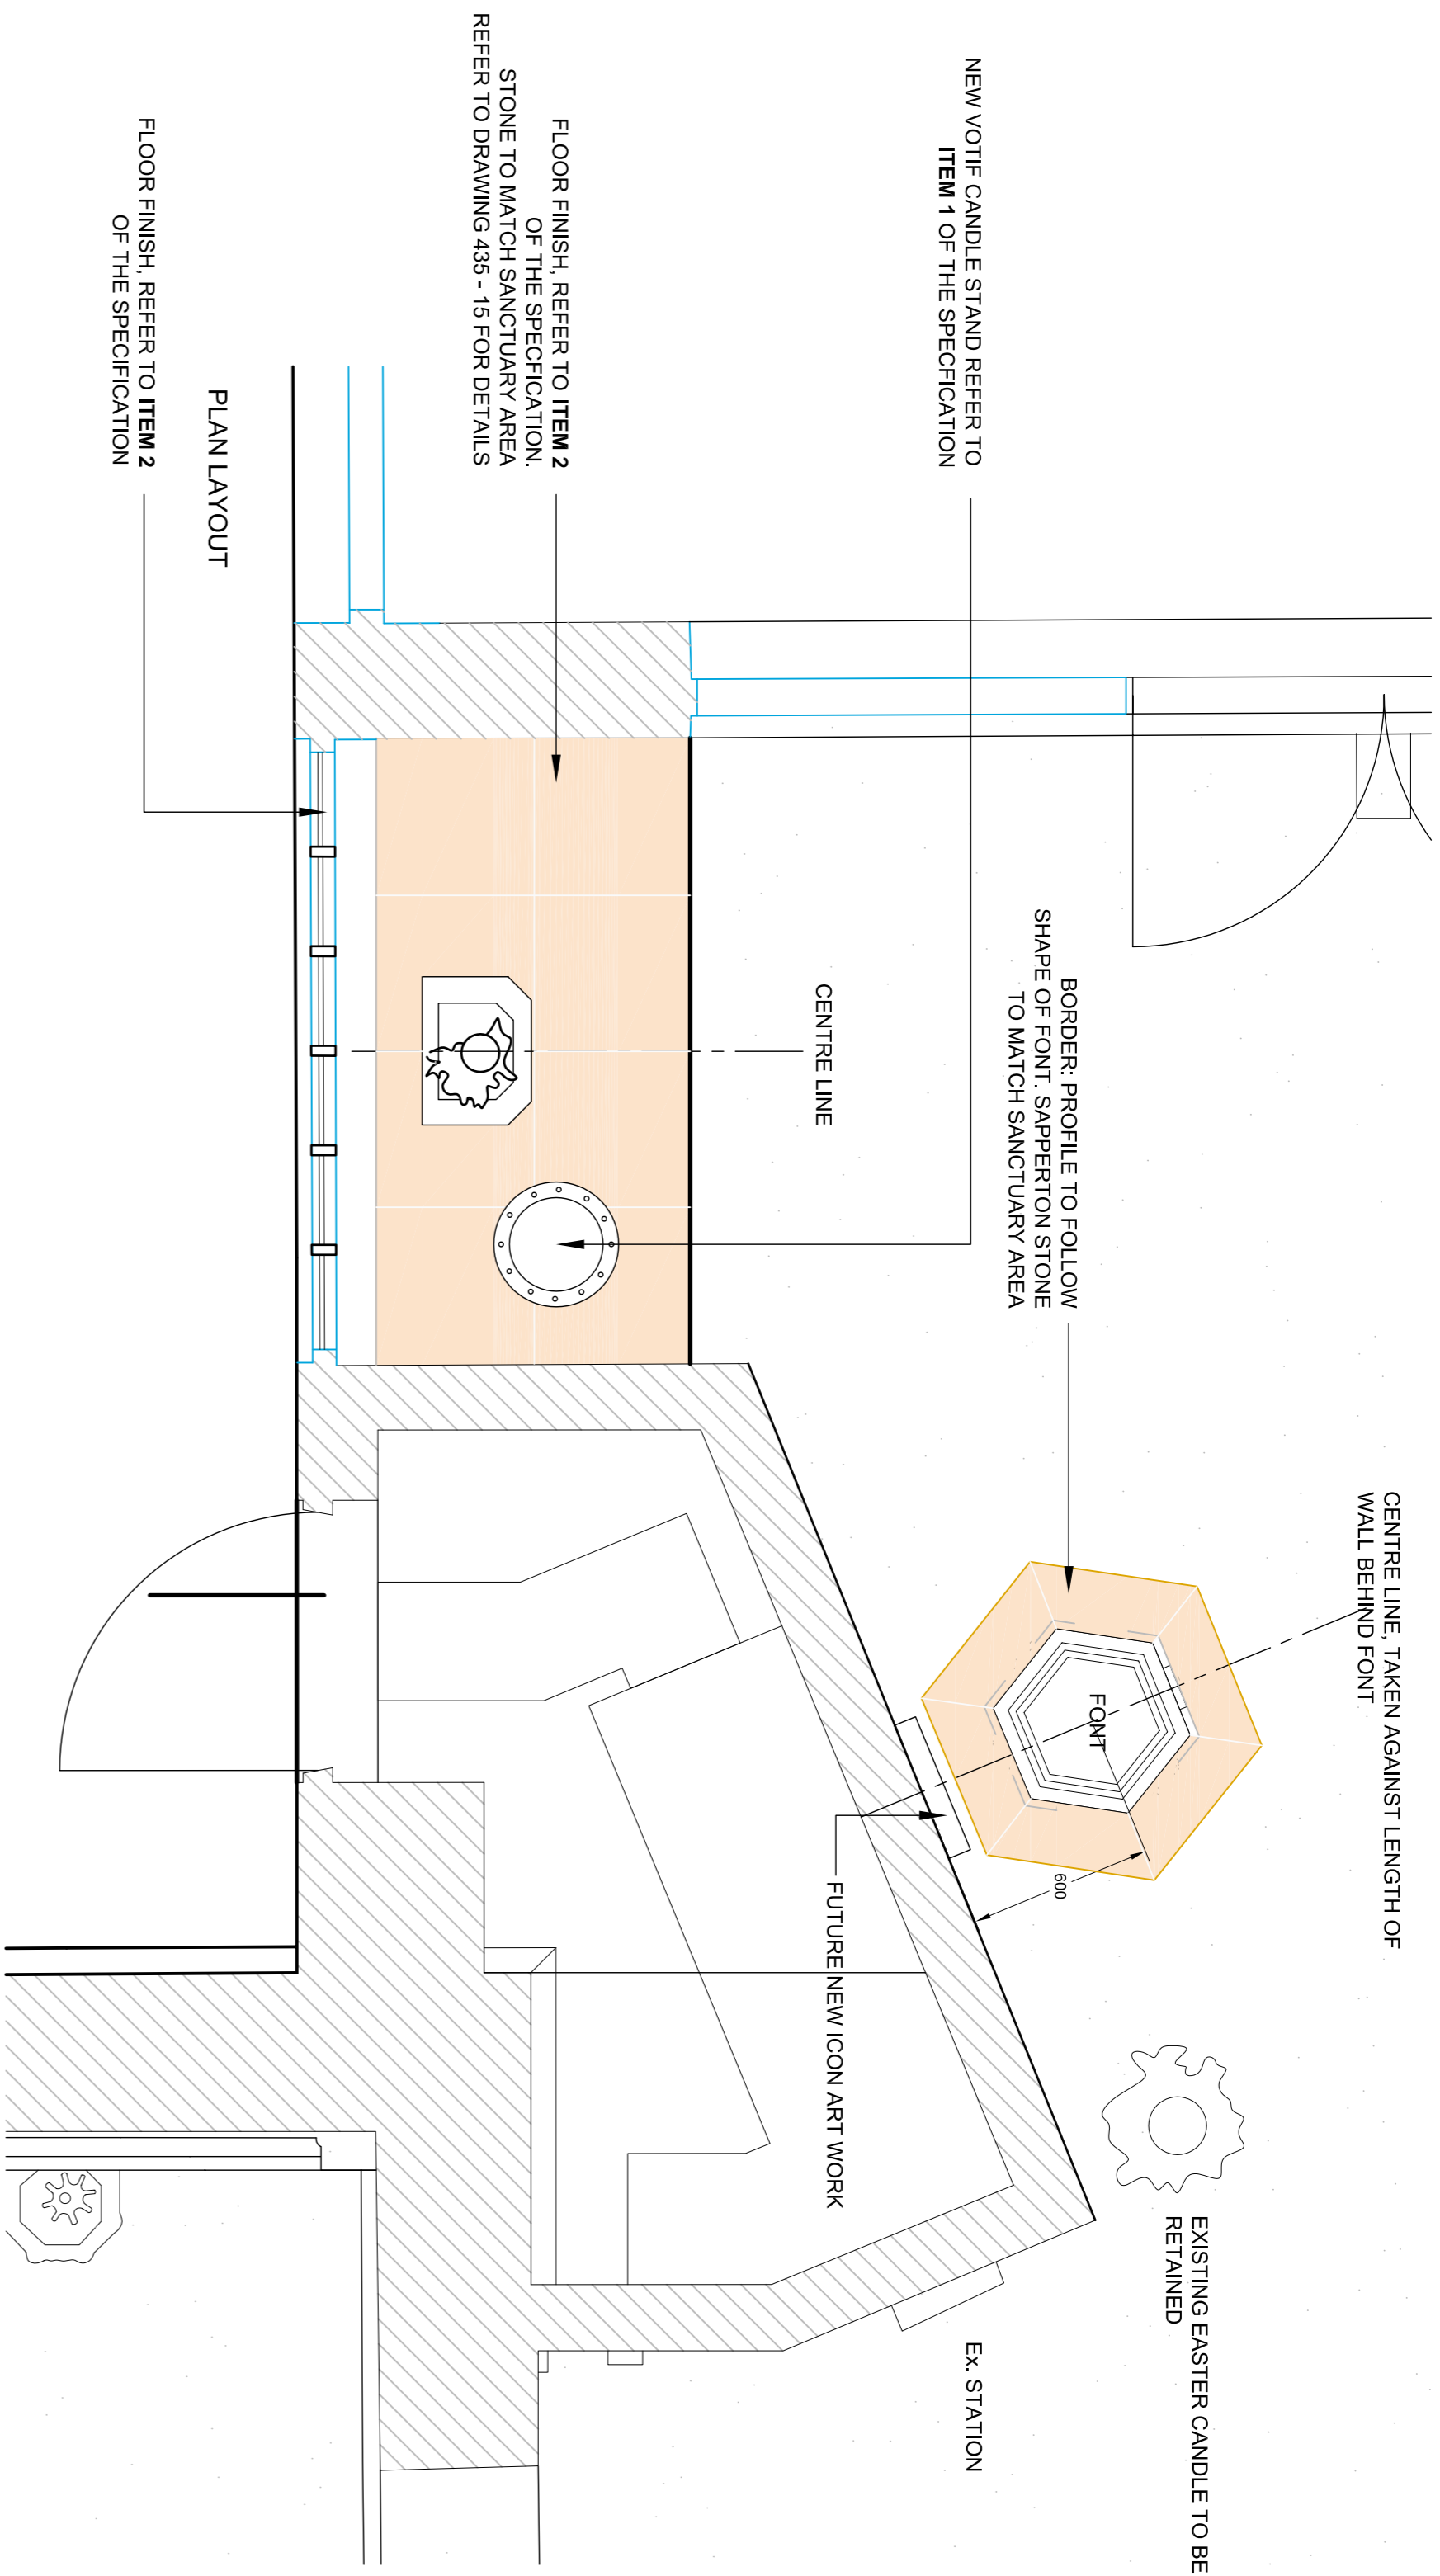 CENTRE LINE, TAKEN AGAINST LENGTH OF
WALL BEHIND FONT
EXISTING EASTER CANDLE TO BE
RETAINED
BORDER: PROFILE TO FOLLOW
SHAPE OF FONT. SAPPERTON STONE
TO MATCH SANCTUARY AREA
FONT
600
NEW VOTIF CANDLE STAND REFER TO
ITEM 1 OF THE SPECFICATION
Ex. STATION
CENTRE LINE
FUTURE NEW ICON ART WORK
FLOOR FINISH, REFER TO ITEM 2
OF THE SPECFICATION.
STONE TO MATCH SANCTUARY AREA
REFER TO DRAWING 435 - 15 FOR DETAILS
PLAN LAYOUT
FLOOR FINISH, REFER TO ITEM 2
OF THE SPECIFICATION